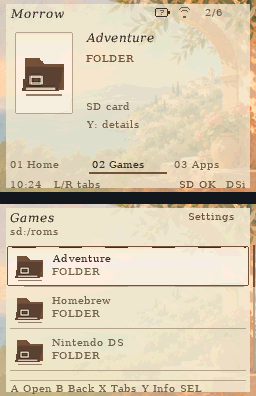 Morrow 2/6
Adventure
FOLDER
SD card
Y: details
01 Home 02 Games 03 Apps
10:24 L/R tabs SD OK DSi
Games Settings
sd:/roms
Adventure
FOLDER
Homebrew
FOLDER
Nintendo DS
FOLDER
A Open B Back X Tabs Y Info SEL